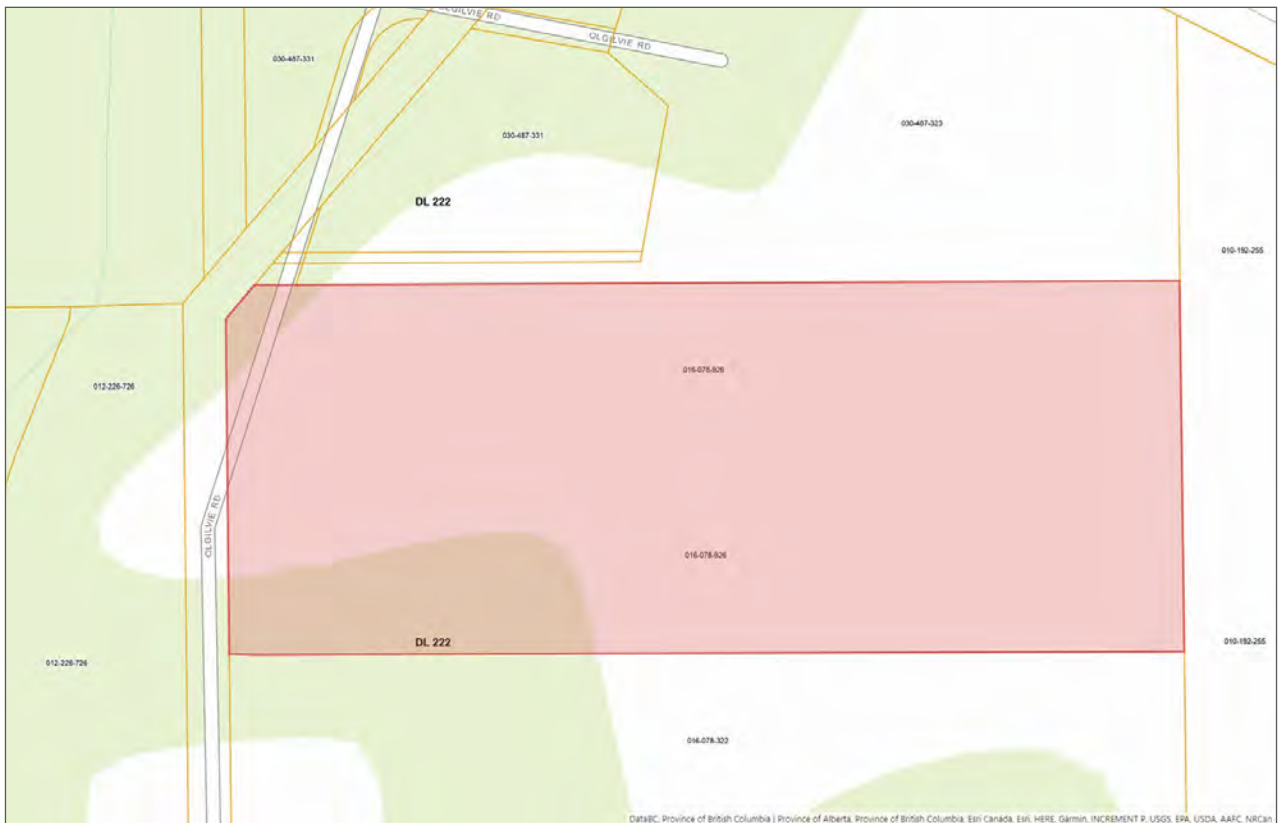 OLGILVIE RD
OLGILVIE RD
030-487-331
030-487-323
030-487-331
DL 222
010-192-255
016-078-926
012-226-726
OLGILVIE RD
016-078-926
DL 222
010-192-255
012-226-726
016-078-322
DataBC, Province of British Columbia | Province of Alberta, Province of British Columbia, Esri Canada, Esri, HERE, Garmin, INCREMENT P, USGS, EPA, USDA, AAFC, NRCan